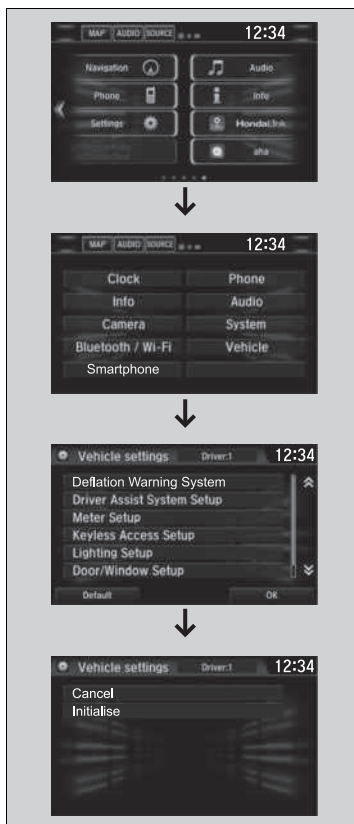 MAP AUDIO SOURCE 12:34
Navigation Audio
Phone Info
Settings HondaLink
aha
MAP AUDIO SOURCE 12:34
Clock Phone
Info Audio
Camera System
Bluetooth / Wi-Fi Vehicle
Smartphone
Vehicle settings Driver:1 12:34
Deflation Warning System
Driver Assist System Setup
Meter Setup
Keyless Access Setup
Lighting Setup
Door/Window Setup
Default OK
Vehicle settings Driver:1 12:34
Cancel
Initialise